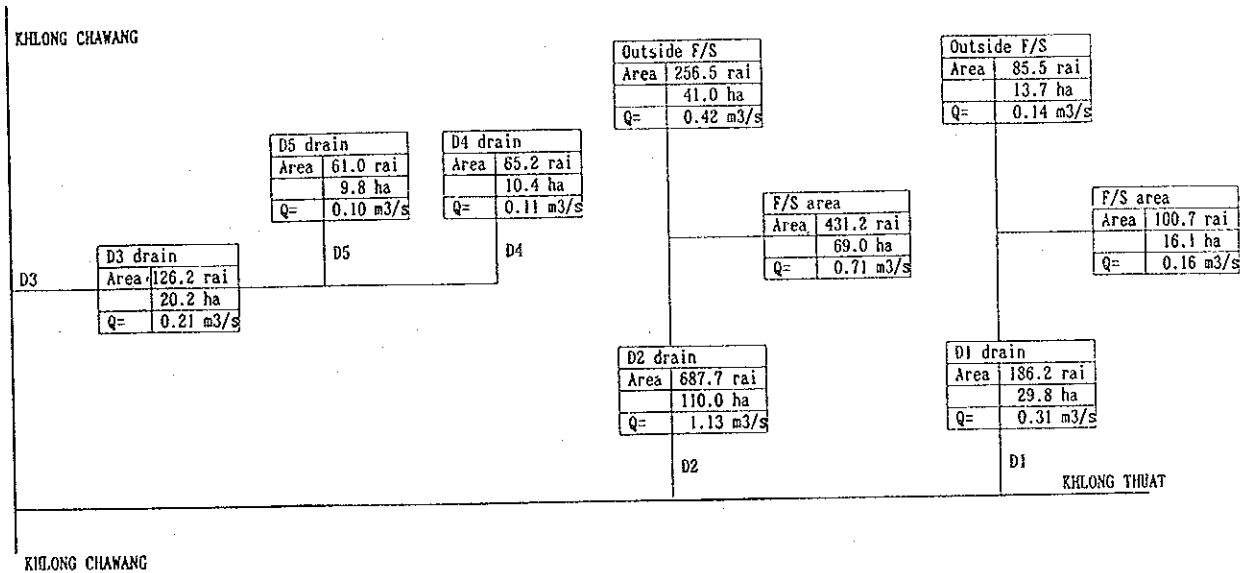 KHLONG CHAWANG
Outside F/S
Area 256.5 rai
41.0 ha
Q= 0.42 m3/s
Outside F/S
Area 85.5 rai
13.7 ha
Q= 0.14 m3/s
D5 drain
Area 61.0 rai
9.8 ha
Q= 0.10 m3/s
D4 drain
Area 65.2 rai
10.4 ha
Q= 0.11 m3/s
F/S area
Area 431.2 rai
69.0 ha
Q= 0.71 m3/s
F/S area
Area 100.7 rai
16.1 ha
Q= 0.16 m3/s
D5
D4
D3
D3 drain
Area 126.2 rai
20.2 ha
Q= 0.21 m3/s
D2 drain
Area 687.7 rai
110.0 ha
Q= 1.13 m3/s
D1 drain
Area 186.2 rai
29.8 ha
Q= 0.31 m3/s
D2
D1
KHLONG THUAT
KHLONG CHAWANG